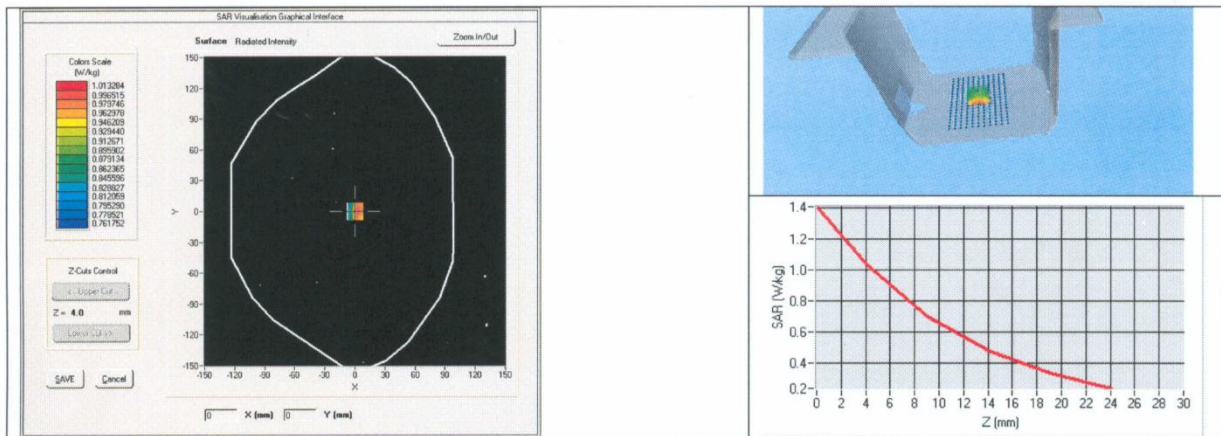 SAR Visualisation Graphical Interface
Surface Radiated Intensity
Zoom In/Out
Colors Scale
(W/kg)
1.013284
0.996515
0.979746
0.962978
0.946209
0.929440
0.912671
0.895902
0.879134
0.862365
0.845596
0.828827
0.812059
0.795290
0.778521
0.761752
Z-Cuts Control
Z = 4.0 mm
SAVE
Cancel
150
120
90
60
30
0
-30
-60
-90
-120
-150
Y
-150 -120 -90 -60 -30 0 30 60 90 120 150
X
0 X (mm) 0 Y (mm)
SAR (W/kg)
1.4
1.2
1.0
0.8
0.6
0.4
0.2
0 2 4 6 8 10 12 14 16 18 20 22 24 26 28 30
Z (mm)